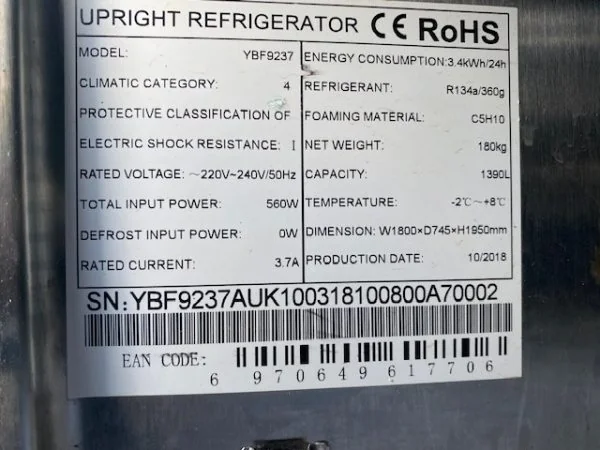 UPRIGHT REFRIGERATOR CE RoHS
MODEL: YBF9237
ENERGY CONSUMPTION:3.4kWh/24h
CLIMATIC CATEGORY: 4
REFRIGERANT: R134a/360g
PROTECTIVE CLASSIFICATION OF
FOAMING MATERIAL: C5H10
ELECTRIC SHOCK RESISTANCE: I
NET WEIGHT: 180kg
RATED VOLTAGE: ~220V~240V/50Hz
CAPACITY: 1390L
TOTAL INPUT POWER: 560W
TEMPERATURE: -2℃~+8℃
DEFROST INPUT POWER: 0W
DIMENSION: W1800×D745×H1950mm
RATED CURRENT: 3.7A
PRODUCTION DATE: 10/2018
SN:YBF9237AUK100318100800A70002
EAN CODE:
6 970649 617706